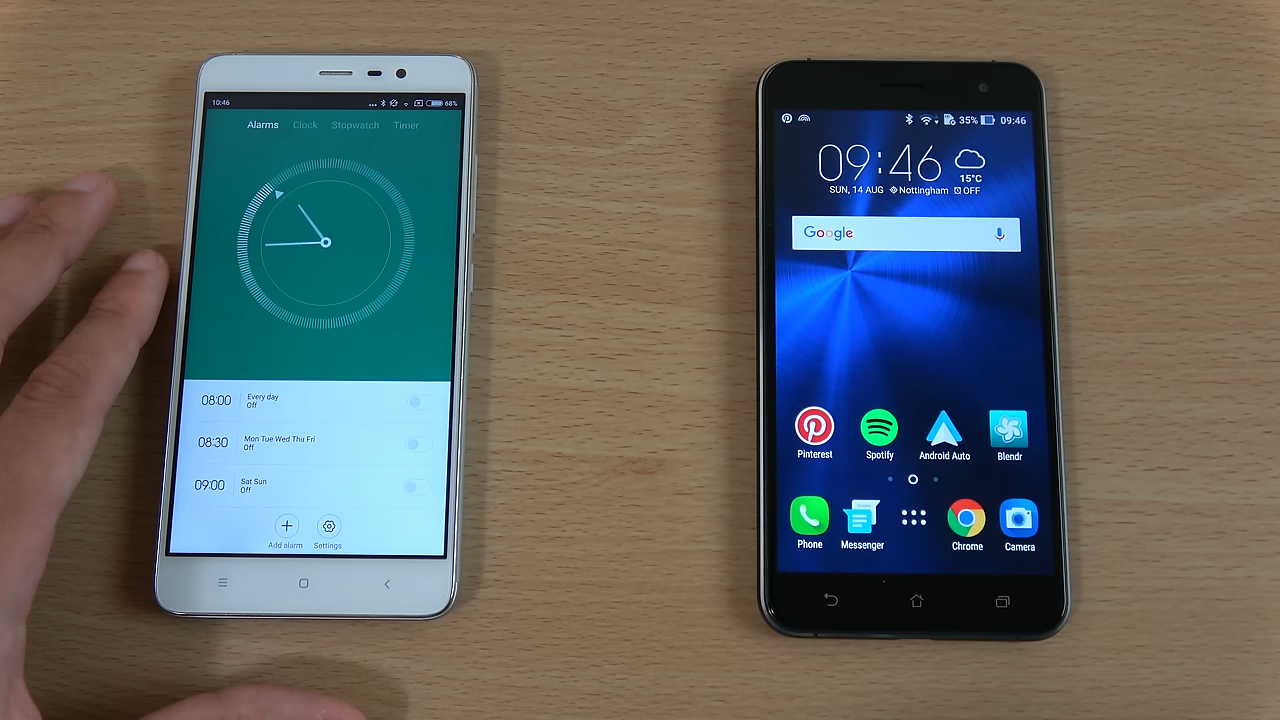 10:46
68%
Alarms Clock Stopwatch Timer
08:00 Every day
Off
08:30 Mon Tue Wed Thu Fri
Off
09:00 Sat Sun
Off
Add alarm Settings
35% 09:46
09:46
15°C
SUN, 14 AUG Nottingham OFF
Google
Pinterest Spotify Android Auto Blendr
Phone Messenger Chrome Camera